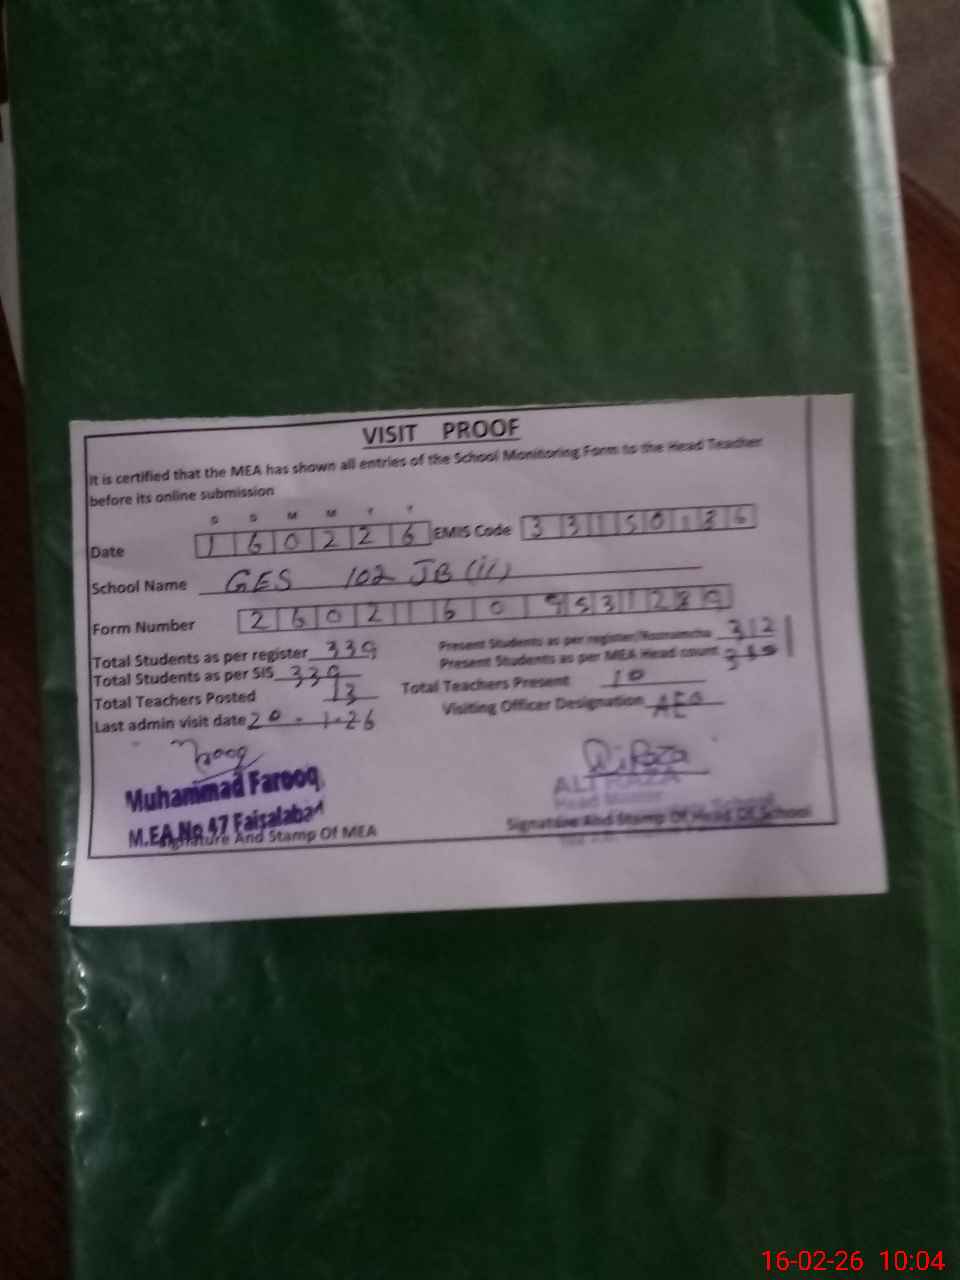 VISIT PROOF
It is certified that the MEA has shown all entries of the School Monitoring Form to the Head Teacher
before its online submission
D D M M Y Y
Date 1 6 0 2 2 6 EMIS Code 3 3 1 5 0 1 8 6
School Name GES 102 JB (ii)
Form Number 2 6 0 2 1 6 0 9 5 3 1 2 8 9
Total Students as per register 339 Present Students as per register/Roznamcha 312
Total Students as per SIS 339 Present Students as per MEA Head count
Total Teachers Posted 13 Total Teachers Present 10
Last admin visit date 20-1-26 Visiting Officer Designation AEO
Muhammad Farooq
M.E.A No 47 Faisalabad
ALI RAZA
Head Master
Signature And Stamp Of MEA Signature And Stamp Of Head Of School
16-02-26 10:04